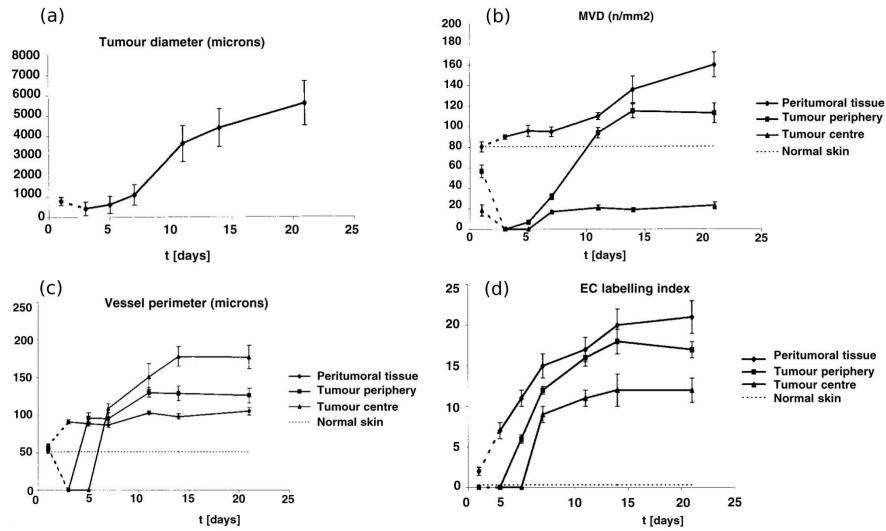 (a)
Tumour diameter (microns)
8000
7000
6000
5000
4000
3000
2000
1000
0
0 5 10 15 20 25
t [days]
(b)
MVD (n/mm2)
200
180
160
140
120
100
80
60
40
20
0
0 5 10 15 20 25
t [days]
Peritumoral tissue
Tumour periphery
Tumour centre
Normal skin
(c)
Vessel perimeter (microns)
250
200
150
100
50
0
0 5 10 15 20 25
t [days]
Peritumoral tissue
Tumour periphery
Tumour centre
Normal skin
(d)
EC labelling index
25
20
15
10
5
0
0 5 10 15 20 25
t [days]
Peritumoral tissue
Tumour periphery
Tumour centre
Normal skin